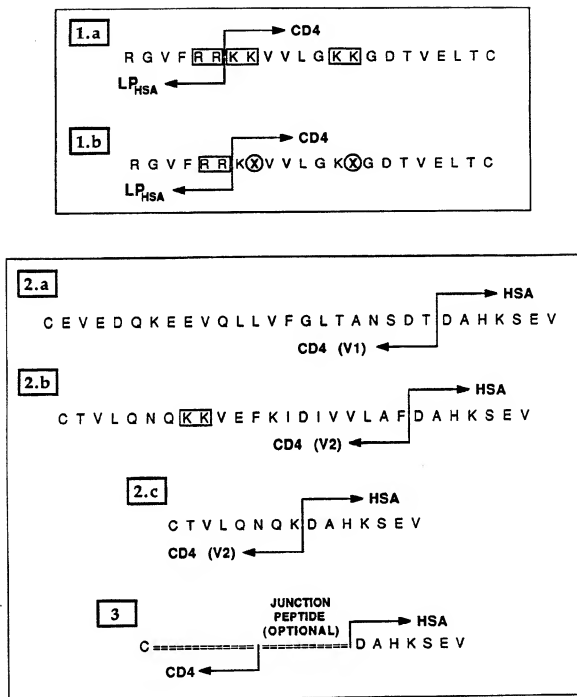 1.a
CD4
R G V F R R K K V V L G K K G D T V E L T C
LPHSA
1.b
CD4
R G V F R R K X V V L G K X G D T V E L T C
LPHSA
2.a
HSA
C E V E D Q K E E V Q L L V F G L T A N S D T D A H K S E V
CD4 (V1)
2.b
HSA
C T V L Q N Q K K V E F K I D I V V L A F D A H K S E V
CD4 (V2)
2.c
HSA
C T V L Q N Q K D A H K S E V
CD4 (V2)
3
JUNCTION
PEPTIDE
(OPTIONAL)
HSA
C ======================== D A H K S E V
CD4